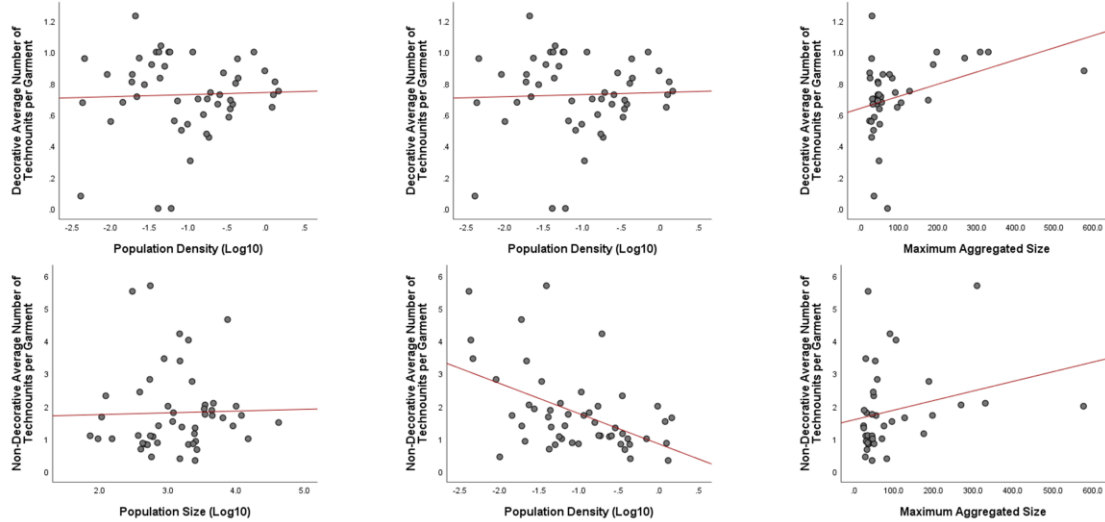 Decorative Average Number of
Technounits per Garment
1.2
1.0
.8
.6
.4
.2
.0
-2.5 -2.0 -1.5 -1.0 -.5 .0 .5
Population Density (Log10)
Decorative Average Number of
Technounits per Garment
1.2
1.0
.8
.6
.4
.2
.0
-2.5 -2.0 -1.5 -1.0 -.5 .0 .5
Population Density (Log10)
Decorative Average Number of
Technounits per Garment
1.2
1.0
.8
.6
.4
.2
.0
.0 100.0 200.0 300.0 400.0 500.0 600.0
Maximum Aggregated Size
Non-Decorative Average Number of
Technounits per Garment
6
5
4
3
2
1
0
2.0 3.0 4.0 5.0
Population Size (Log10)
Non-Decorative Average Number of
Technounits per Garment
6
5
4
3
2
1
0
-2.5 -2.0 -1.5 -1.0 -.5 .0 .5
Population Density (Log10)
Non-Decorative Average Number of
Technounits per Garment
6
5
4
3
2
1
0
.0 100.0 200.0 300.0 400.0 500.0 600.0
Maximum Aggregated Size